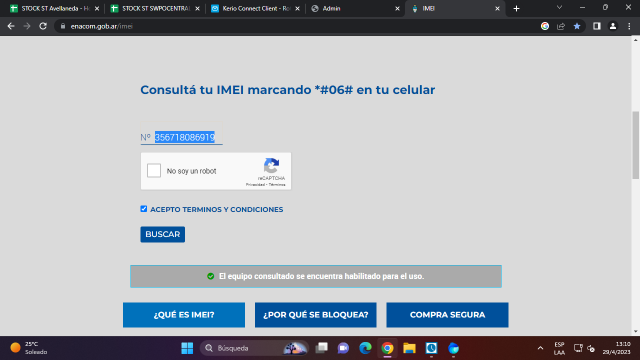 STOCK ST Avellaneda - H
STOCK ST SWPOCENTRAL
Kerio Connect Client - Ro
Admin
IMEI
enacom.gob.ar/imei
Consultá tu IMEI marcando *#06# en tu celular
Nº 356718086919
No soy un robot
reCAPTCHA
Privacidad - Términos
ACEPTO TERMINOS Y CONDICIONES
BUSCAR
El equipo consultado se encuentra habilitado para el uso.
¿QUÉ ES IMEI?
¿POR QUÉ SE BLOQUEA?
COMPRA SEGURA
25°C
Soleado
Búsqueda
ESP
LAA
13:10
29/4/2023